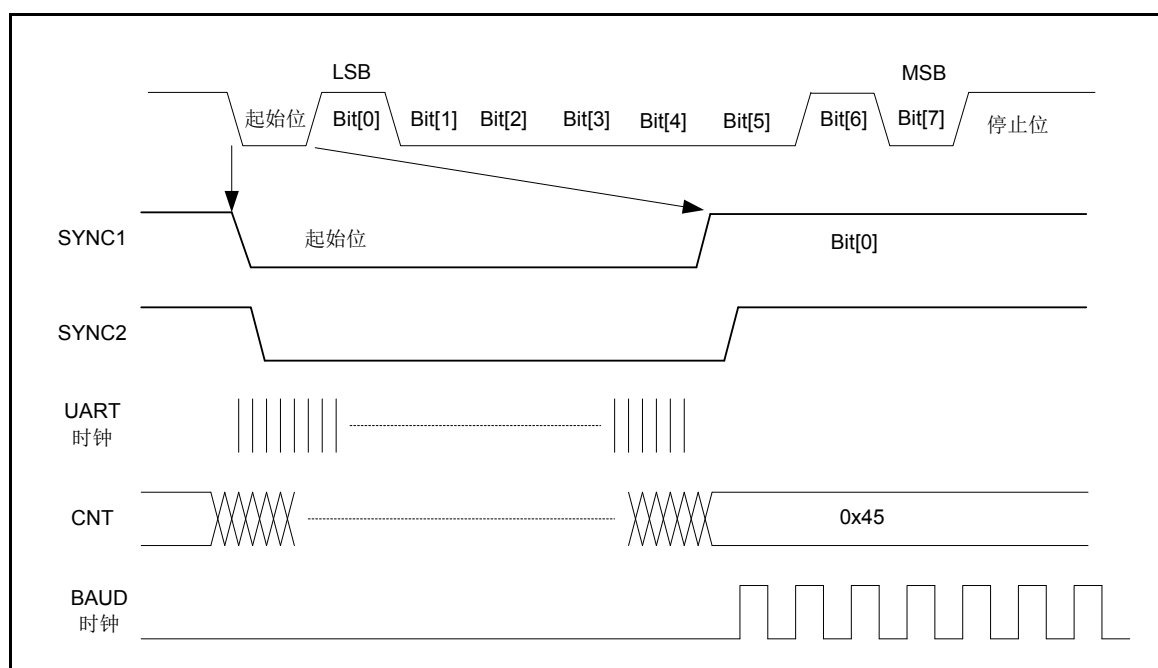 LSB
MSB
起始位
Bit[0]
Bit[1]
Bit[2]
Bit[3]
Bit[4]
Bit[5]
Bit[6]
Bit[7]
停止位
SYNC1
起始位
Bit[0]
SYNC2
UART
时钟
CNT
0x45
BAUD
时钟